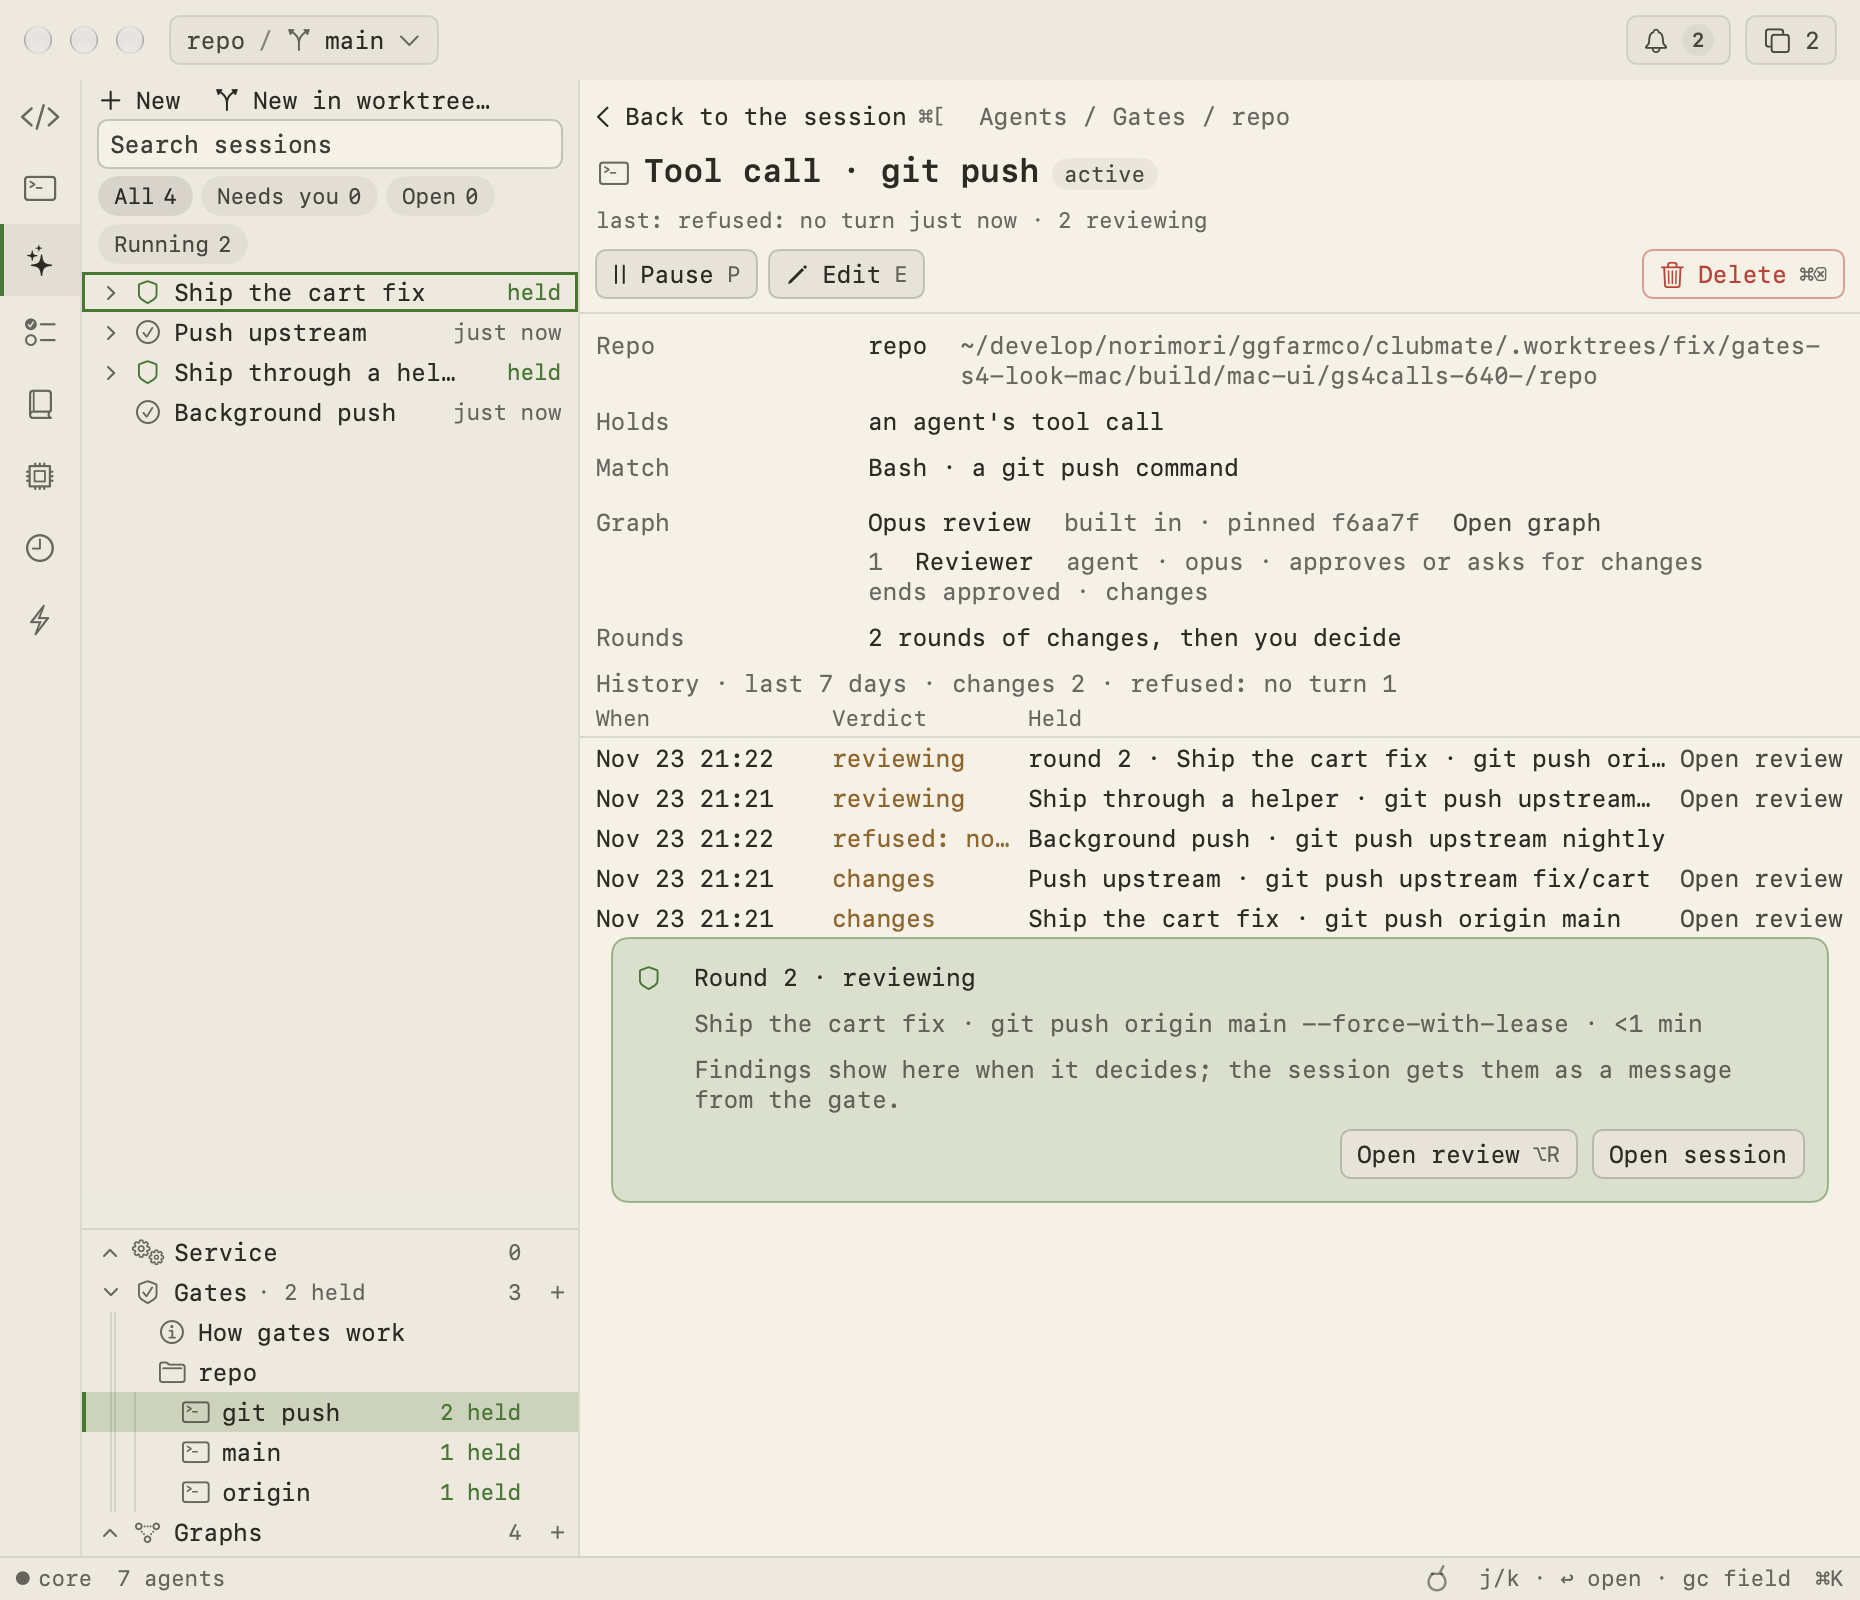 repo / main
2
2
+ New
New in worktree…
Search sessions
All 4
Needs you 0
Open 0
Running 2
Ship the cart fix
held
Push upstream
just now
Ship through a hel…
held
Background push
just now
Service
0
Gates · 2 held
3
+
How gates work
repo
git push
2 held
main
1 held
origin
1 held
Graphs
4
+
Back to the session ⌘[
Agents / Gates / repo
Tool call · git push
active
last: refused: no turn just now · 2 reviewing
Pause P
Edit E
Delete ⌘⌫
Repo
repo
~/develop/norimori/ggfarmco/clubmate/.worktrees/fix/gates-
s4-look-mac/build/mac-ui/gs4calls-640-/repo
Holds
an agent's tool call
Match
Bash · a git push command
Graph
Opus review
built in · pinned f6aa7f
Open graph
1 Reviewer agent · opus · approves or asks for changes
ends approved · changes
Rounds
2 rounds of changes, then you decide
History · last 7 days · changes 2 · refused: no turn 1
When
Verdict
Held
Nov 23 21:22 reviewing round 2 · Ship the cart fix · git push ori… Open review
Nov 23 21:21 reviewing Ship through a helper · git push upstream… Open review
Nov 23 21:22 refused: no… Background push · git push upstream nightly
Nov 23 21:21 changes Push upstream · git push upstream fix/cart Open review
Nov 23 21:21 changes Ship the cart fix · git push origin main Open review
Round 2 · reviewing
Ship the cart fix · git push origin main --force-with-lease · <1 min
Findings show here when it decides; the session gets them as a message
from the gate.
Open review ⌥R
Open session
core
7 agents
j/k · ↩ open · gc field ⌘K